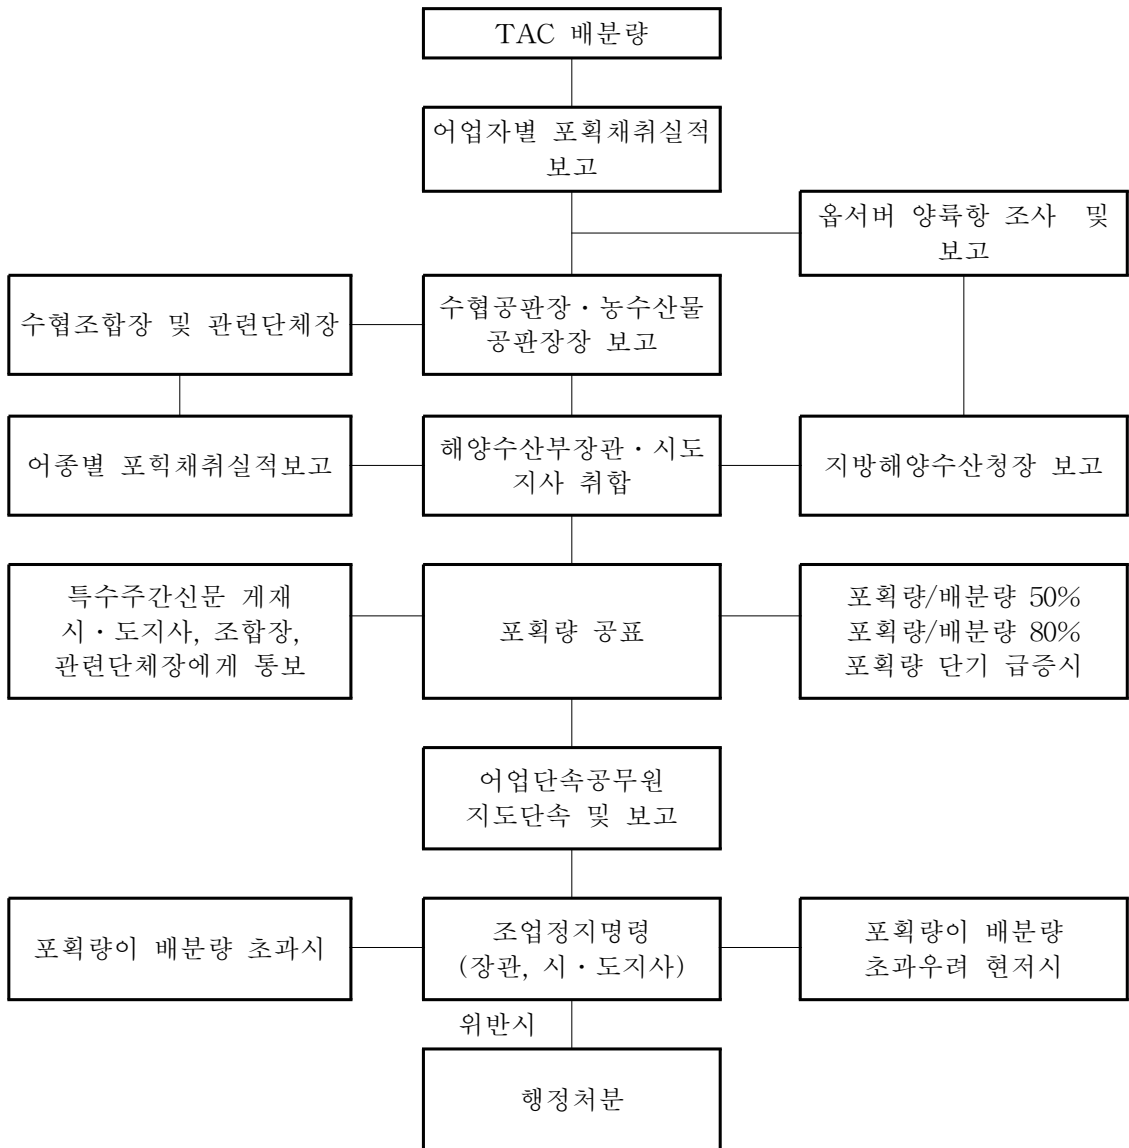 TAC 배분량
어업자별 포획채취실적
보고
옵서버 양륙항 조사 및
보고
수협조합장 및 관련단체장
수협공판장·농수산물
공판장장 보고
어종별 포힉채취실적보고
해양수산부장관·시도
지사 취합
지방해양수산청장 보고
특수주간신문 게재
시·도지사, 조합장,
관련단체장에게 통보
포획량 공표
포획량/배분량 50%
포획량/배분량 80%
포획량 단기 급증시
어업단속공무원
지도단속 및 보고
포획량이 배분량 초과시
조업정지명령
(장관, 시·도지사)
포획량이 배분량
초과우려 현저시
위반시
행정처분